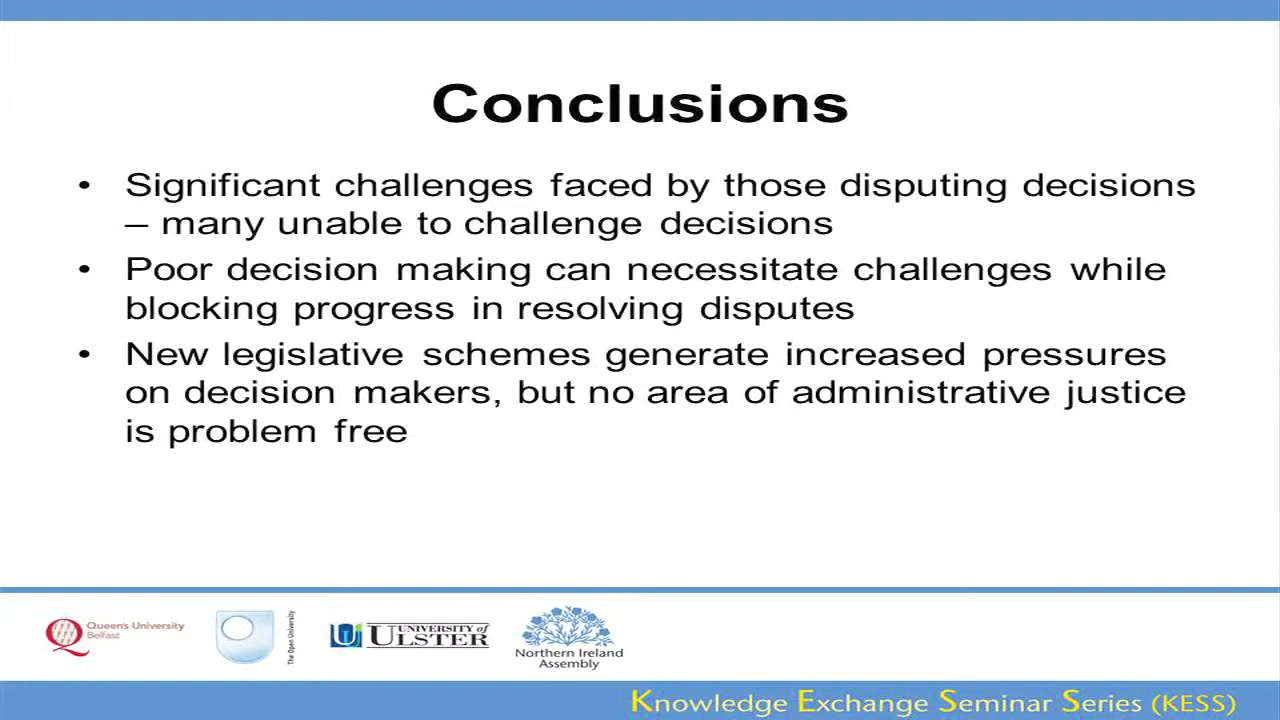 Conclusions
• Significant challenges faced by those disputing decisions
– many unable to challenge decisions
• Poor decision making can necessitate challenges while
blocking progress in resolving disputes
• New legislative schemes generate increased pressures
on decision makers, but no area of administrative justice
is problem free
Queen's University
Belfast
The Open University
UNIVERSITY of
ULSTER
Northern Ireland
Assembly
Knowledge Exchange Seminar Series (KESS)